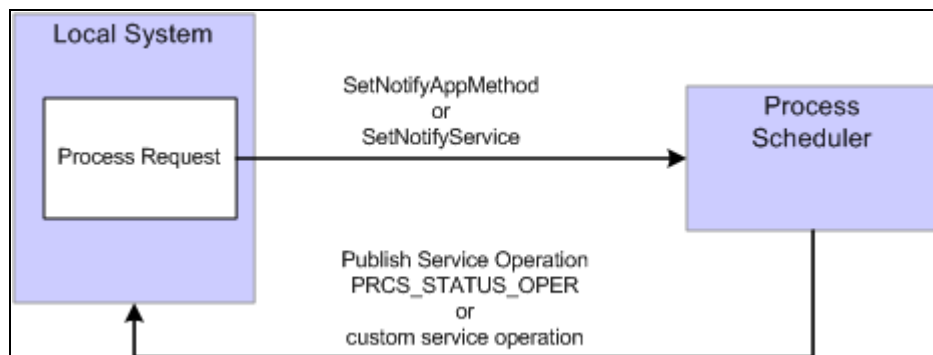 Local System
Process Request
SetNotifyAppMethod
or
SetNotifyService
Process
Scheduler
Publish Service Operation
PRCS_STATUS_OPER
or
custom service operation